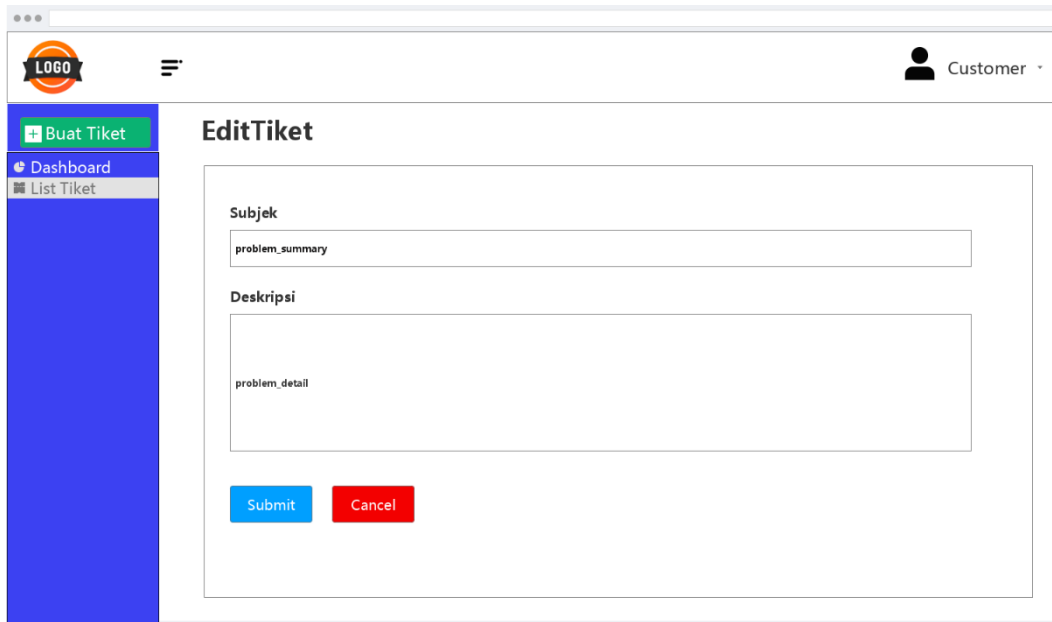 LOGO
Customer
Buat Tiket
Dashboard
List Tiket
EditTiket
Subjek
problem_summary
Deskripsi
problem_detail
Submit Cancel